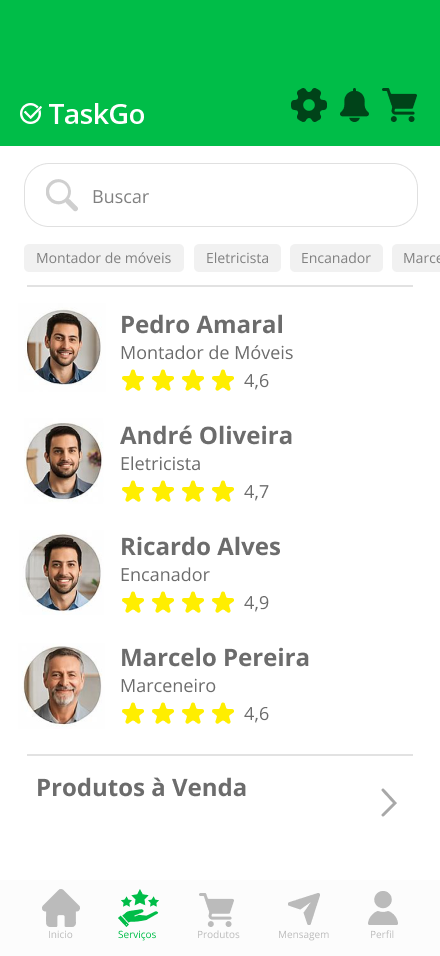 TaskGo
Buscar
Montador de móveis Eletricista Encanador Marce
Pedro Amaral
Montador de Móveis
4,6
André Oliveira
Eletricista
4,7
Ricardo Alves
Encanador
4,9
Marcelo Pereira
Marceneiro
4,6
Produtos à Venda
Início Serviços Produtos Mensagem Perfil